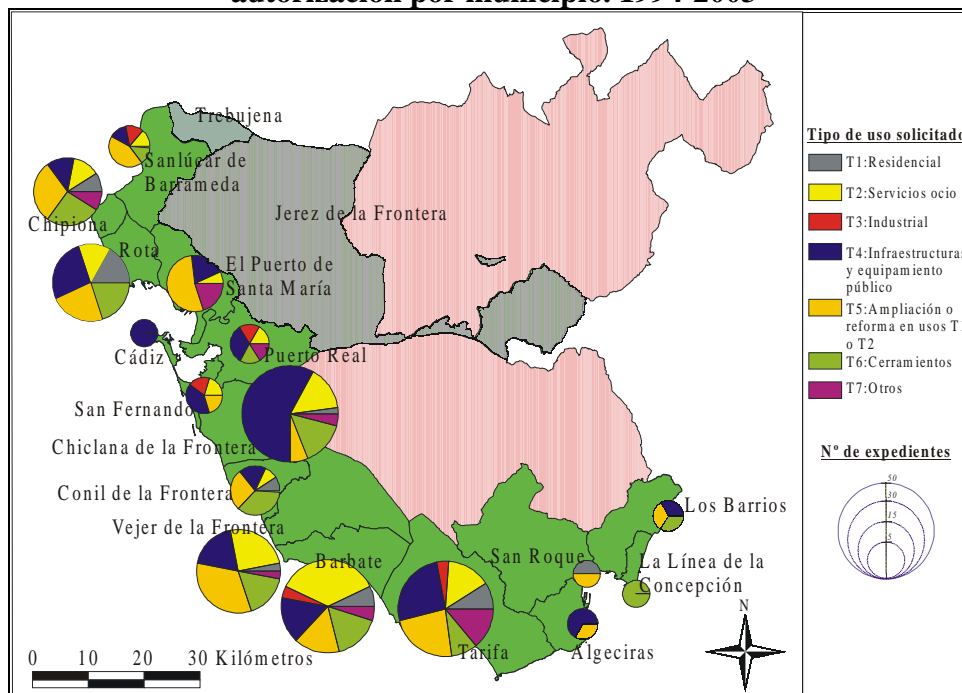 autorización por municipio. 1994-2005
Trebujena
Sanlúcar de
Barrameda
Chipiona
Jerez de la Frontera
Rota
El Puerto de
Santa María
Cádiz
Puerto Real
San Fernando
Chiclana de la Frontera
Conil de la Frontera
Los Barrios
Vejer de la Frontera
Barbate
San Roque
La Línea de la
Concepción
Tarifa
Algeciras
N
0 10 20 30
Kilómetros
Tipo de uso solicitado
T1:Residencial
T2:Servicios ocio
T3:Industrial
T4:Infraestructuras
y equipamiento
público
T5:Ampliación o
reforma en usos T1
o T2
T6:Cerramientos
T7:Otros
Nº de expedientes
50
30
15
5